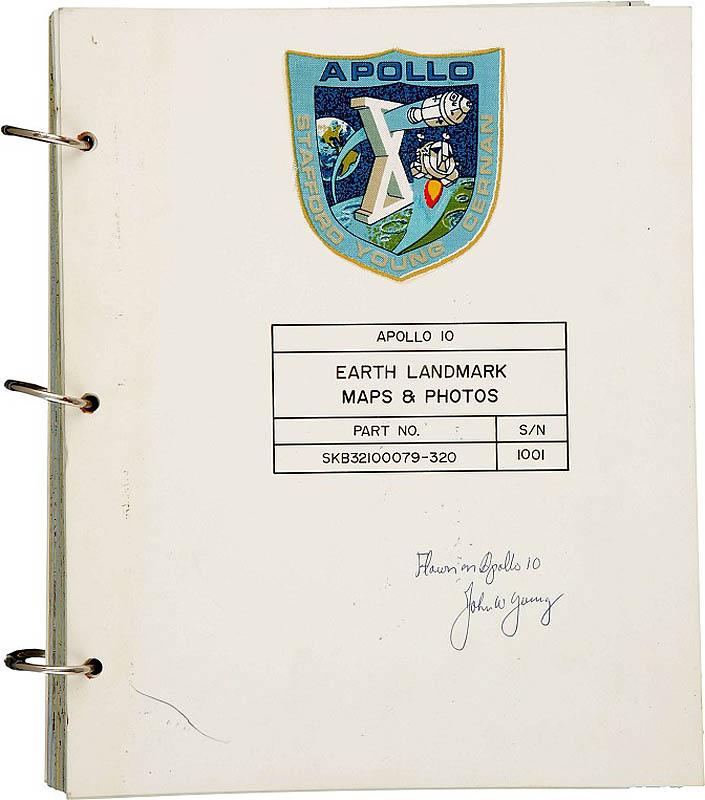 APOLLO
STAFFORD YOUNG CERNAN
APOLLO 10
EARTH LANDMARK
MAPS & PHOTOS
PART NO. S/N
SKB32100079-320 1001
Flown on Apollo 10
John W Young